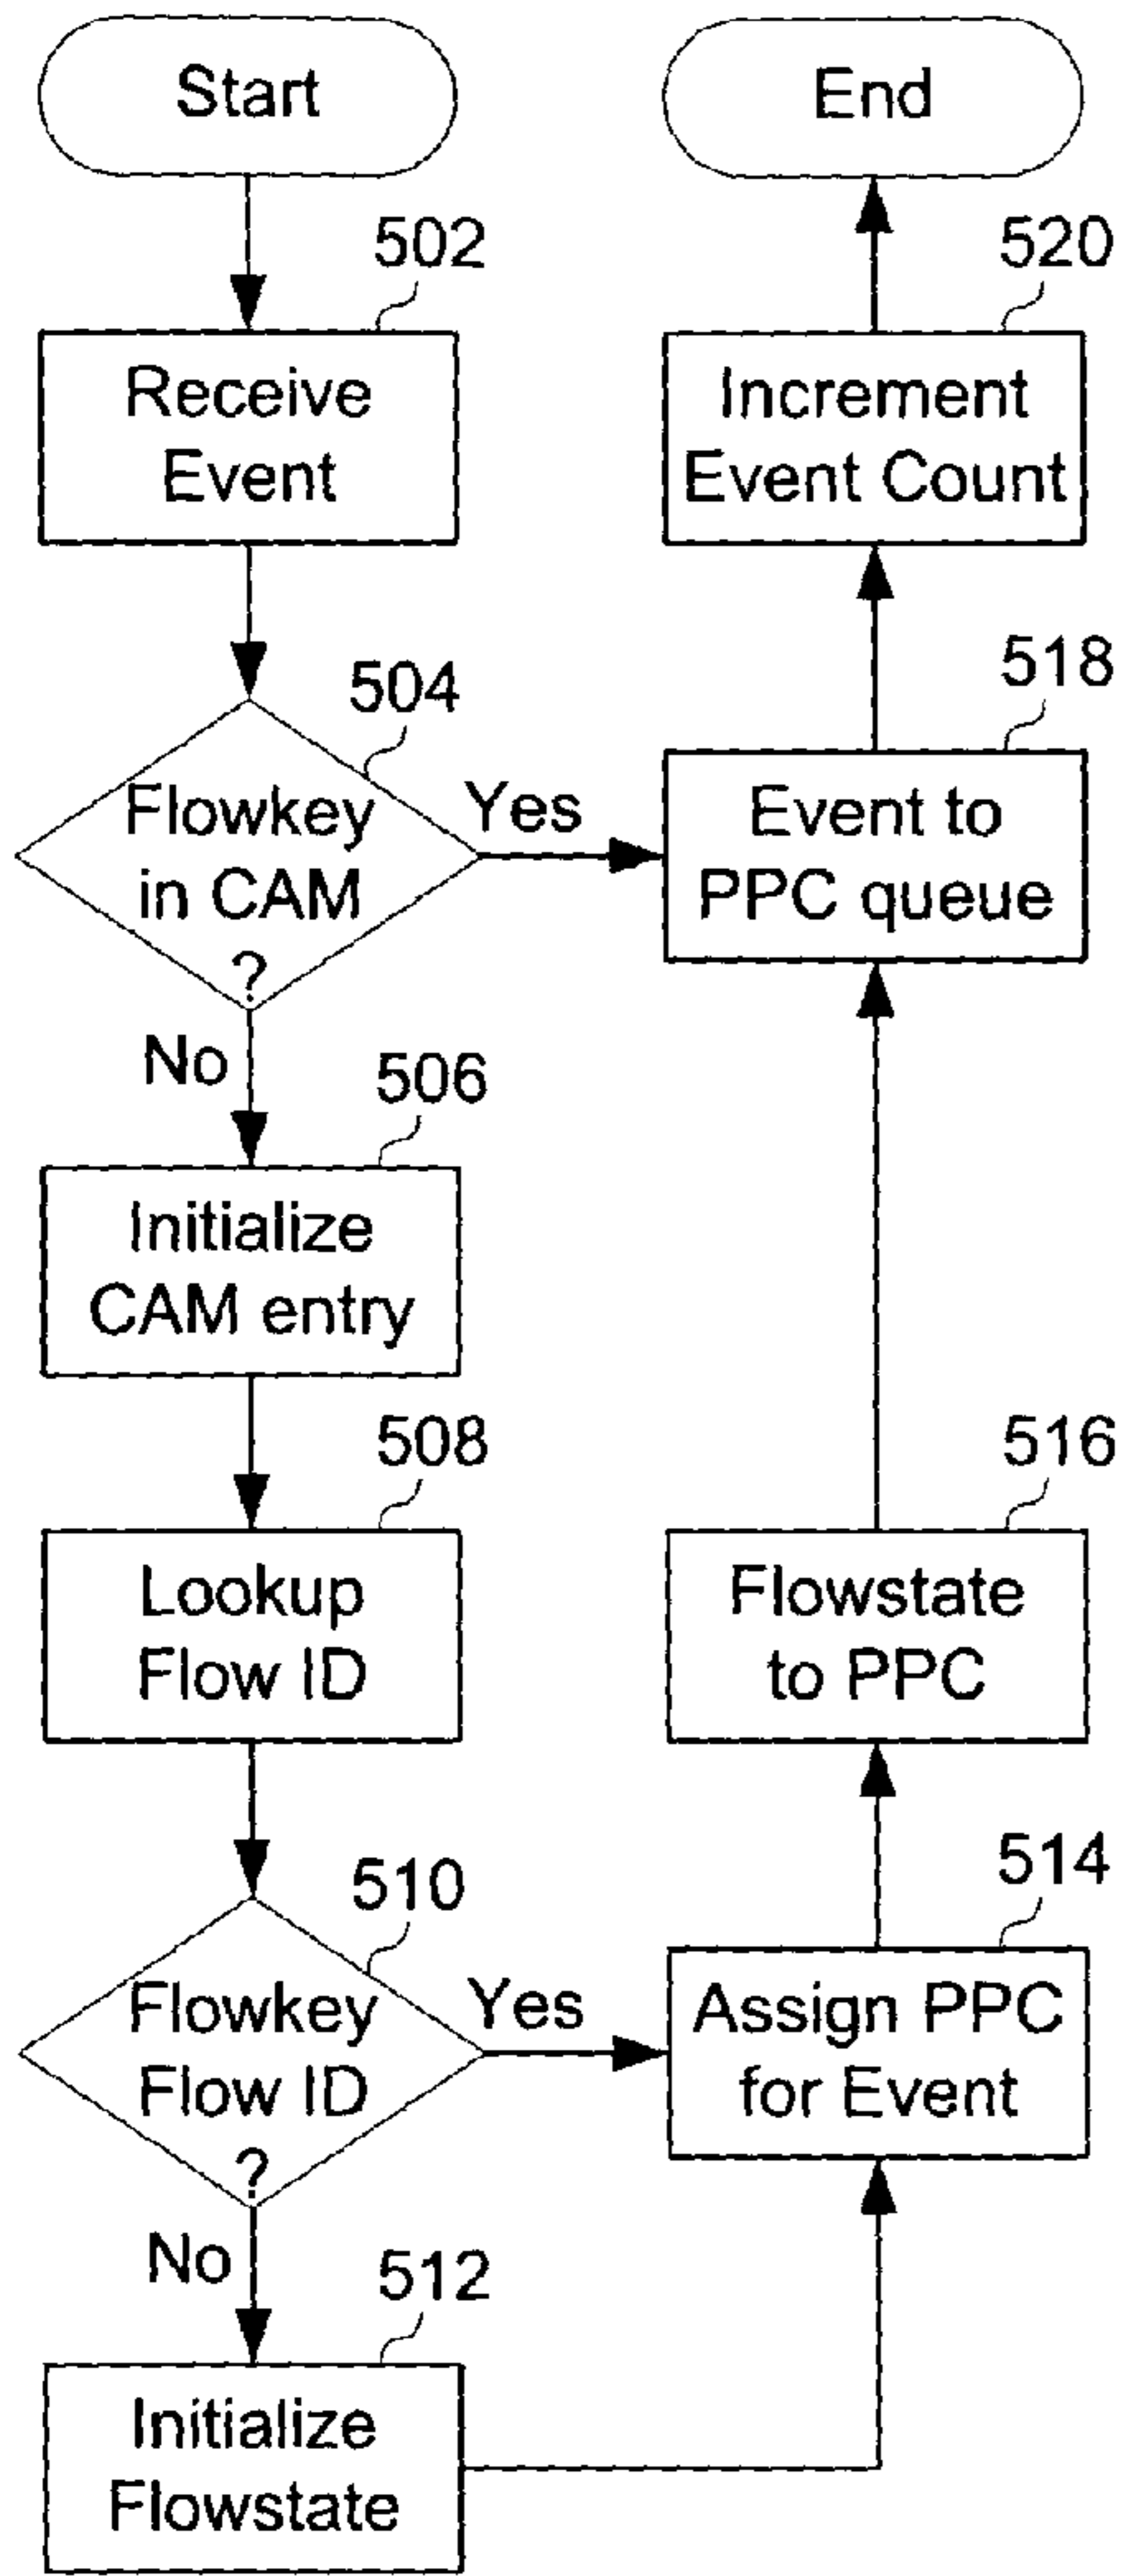 Start
502
Receive
Event
504
Flowkey
in CAM
?
Yes
No
506
Initialize
CAM entry
508
Lookup
Flow ID
510
Flowkey
Flow ID
?
Yes
No
512
Initialize
Flowstate
514
Assign PPC
for Event
516
Flowstate
to PPC
518
Event to
PPC queue
520
Increment
Event Count
End